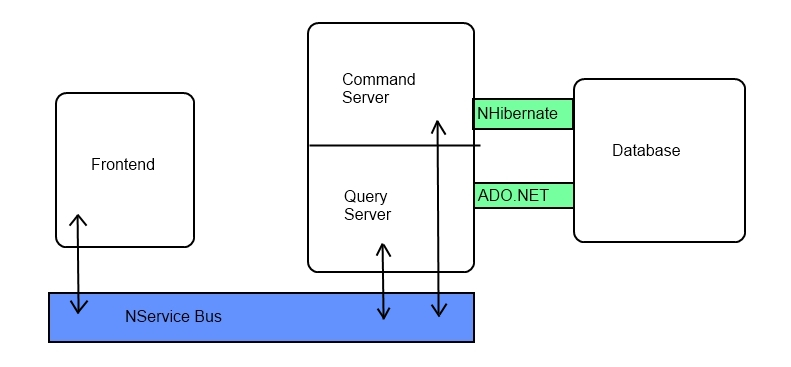 Command
Server
NHibernate
Frontend
Database
Query
Server
ADO.NET
NService Bus